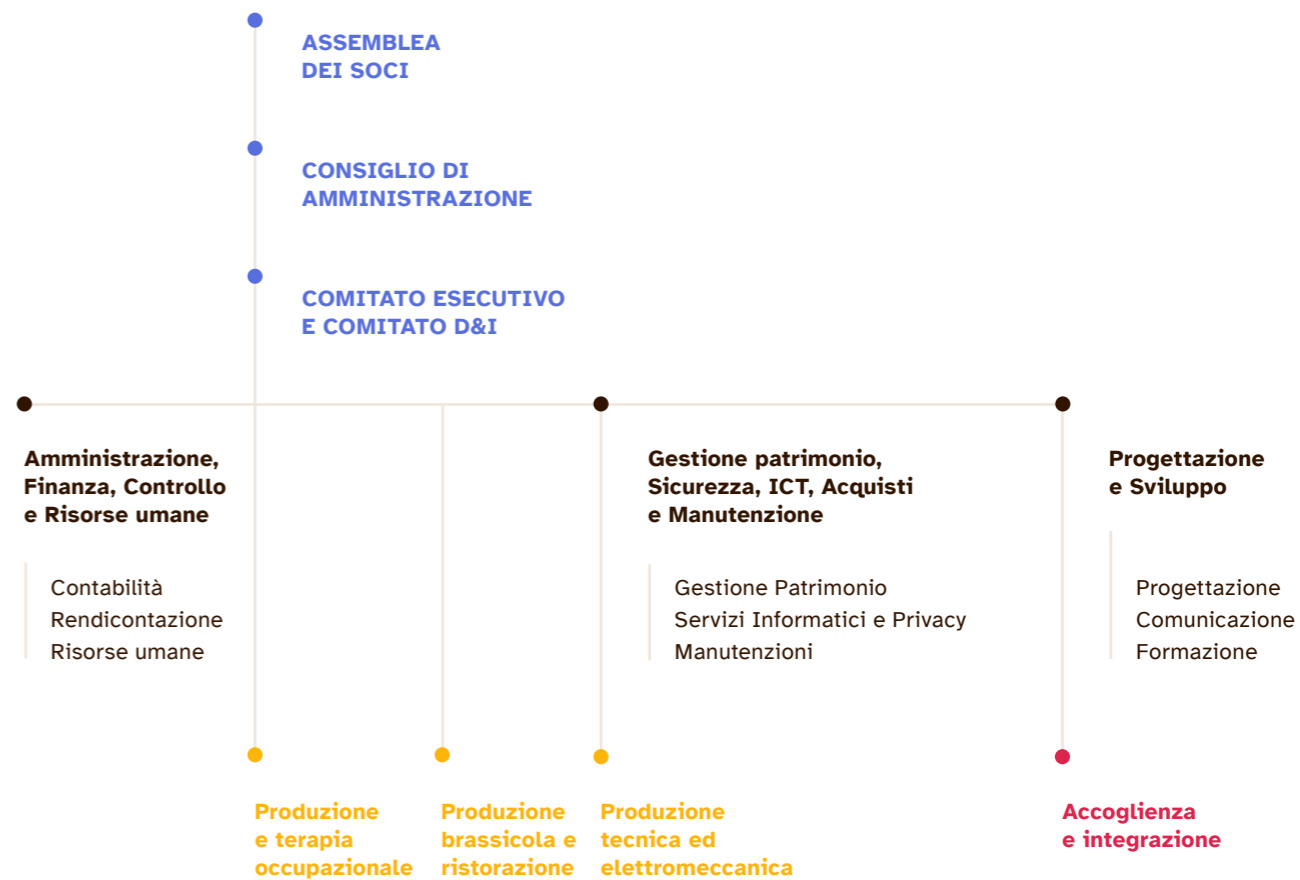 ASSEMBLEA
DEI SOCI
CONSIGLIO DI
AMMINISTRAZIONE
COMITATO ESECUTIVO
E COMITATO D&I
Amministrazione,
Finanza, Controllo
e Risorse umane
Contabilità
Rendicontazione
Risorse umane
Gestione patrimonio,
Sicurezza, ICT, Acquisti
e Manutenzione
Gestione Patrimonio
Servizi Informatici e Privacy
Manutenzioni
Progettazione
e Sviluppo
Progettazione
Comunicazione
Formazione
Produzione
e terapia
occupazionale
Produzione
brassicola e
ristorazione
Produzione
tecnica ed
elettromeccanica
Accoglienza
e integrazione